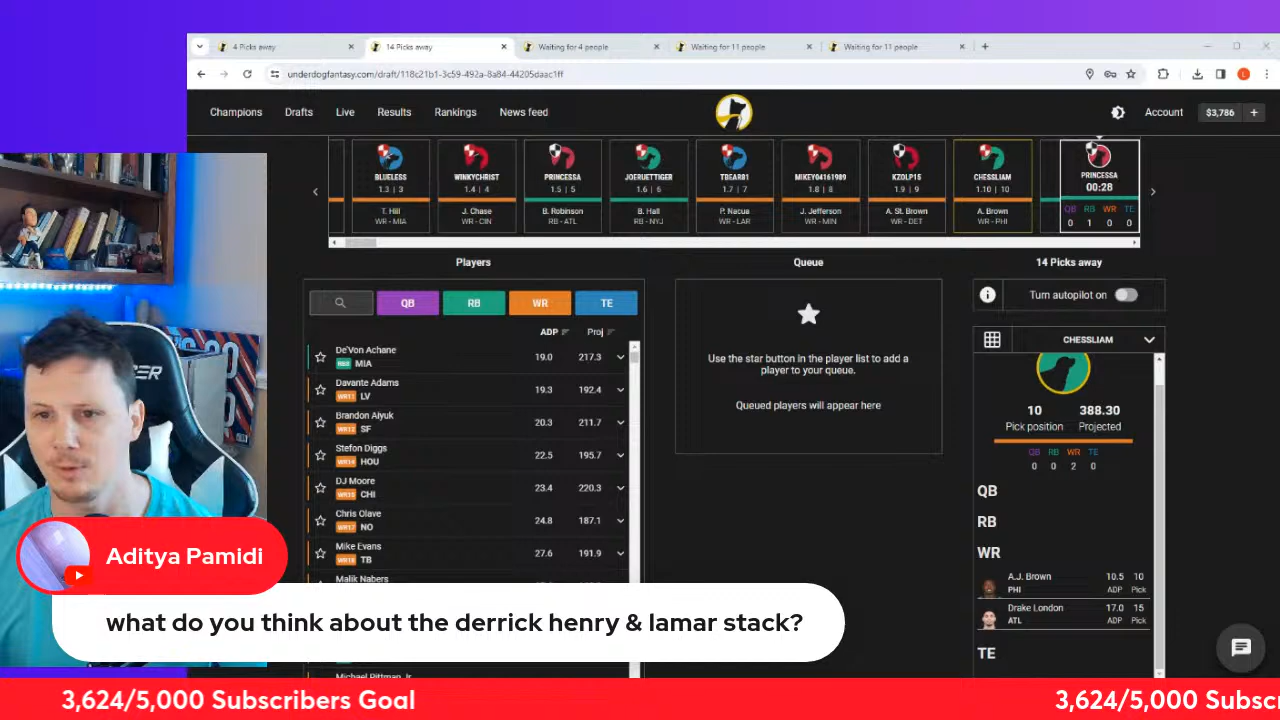 4 Picks away
14 Picks away
Waiting for 4 people
Waiting for 11 people
Waiting for 11 people
underdogfantasy.com/draft/118c21b1-3c59-492a-8a84-44205daac1ff
Champions Drafts Live Results Rankings News feed Account $3,786 +
BLUELESS WINKYCHRIST PRINCESSA JOERUETTIGER TBEAR81 MIKEY04161989 KZOLP15 CHESSLIAM PRINCESSA
1.3 | 3 1.4 | 4 1.5 | 5 1.6 | 6 1.7 | 7 1.8 | 8 1.9 | 9 1.10 | 10 00:28
T. Hill J. Chase B. Robinson B. Hall P. Nacua J. Jefferson A. St. Brown A. Brown QB RB WR TE
WR - MIA WR - CIN RB - ATL RB - NYJ WR - LAR WR - MIN WR - DET WR - PHI 0 1 0 0
Players
QB RB WR TE
ADP Proj
De'Von Achane 19.0 217.3
MIA
Davante Adams 19.3 192.4
LV
Brandon Aiyuk 20.3 211.7
SF
Stefon Diggs 22.5 195.7
HOU
DJ Moore 23.4 220.3
CHI
Chris Olave 24.8 187.1
NO
Mike Evans 27.6 191.9
TB
Malik Nabers
Michael Pittman Jr.
Queue
Use the star button in the player list to add a
player to your queue.
Queued players will appear here
14 Picks away
Turn autopilot on
CHESSLIAM
10 388.30
Pick position Projected
QB RB WR TE
0 0 2 0
QB
RB
WR
A.J. Brown 10.5 10
PHI ADP Pick
Drake London 17.0 15
ATL ADP Pick
TE
Aditya Pamidi
what do you think about the derrick henry & lamar stack?
3,624/5,000 Subscribers Goal
3,624/5,000 Subscr